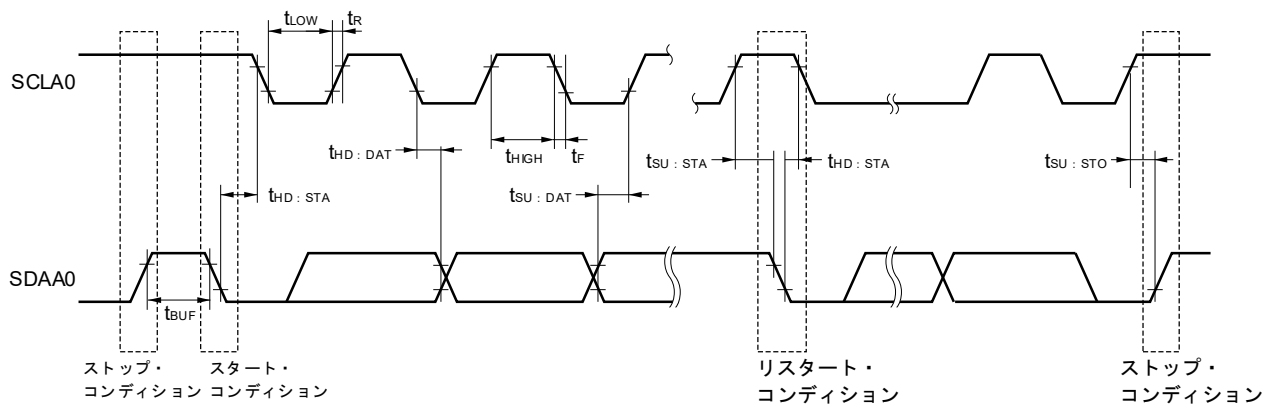 tLOW tR
SCLA0
tHD : DAT tHIGH tF tSU : STA tHD : STA tSU : STO
tHD : STA tSU : DAT
SDAA0
tBUF
ストップ・
コンディション
スタート・
コンディション
リスタート・
コンディション
ストップ・
コンディション